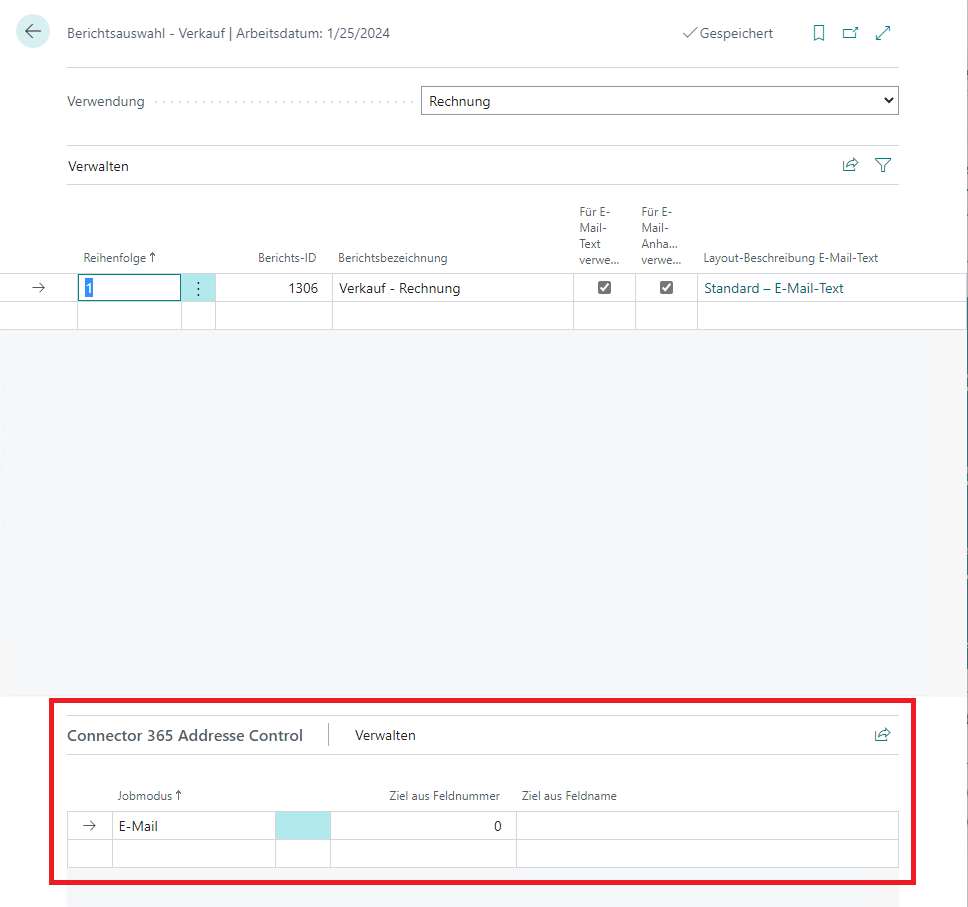 Berichtsauswahl - Verkauf | Arbeitsdatum: 1/25/2024
Gespeichert
Verwendung
Rechnung
Verwalten
Reihenfolge ↑
Berichts-ID
Berichtsbezeichnung
Für E-
Mail-
Text
verwe...
Für E-
Mail-
Anha...
verwe...
Layout-Beschreibung E-Mail-Text
1
1306
Verkauf - Rechnung
Standard – E-Mail-Text
Connector 365 Addresse Control
Verwalten
Jobmodus ↑
Ziel aus Feldnummer
Ziel aus Feldname
E-Mail
0